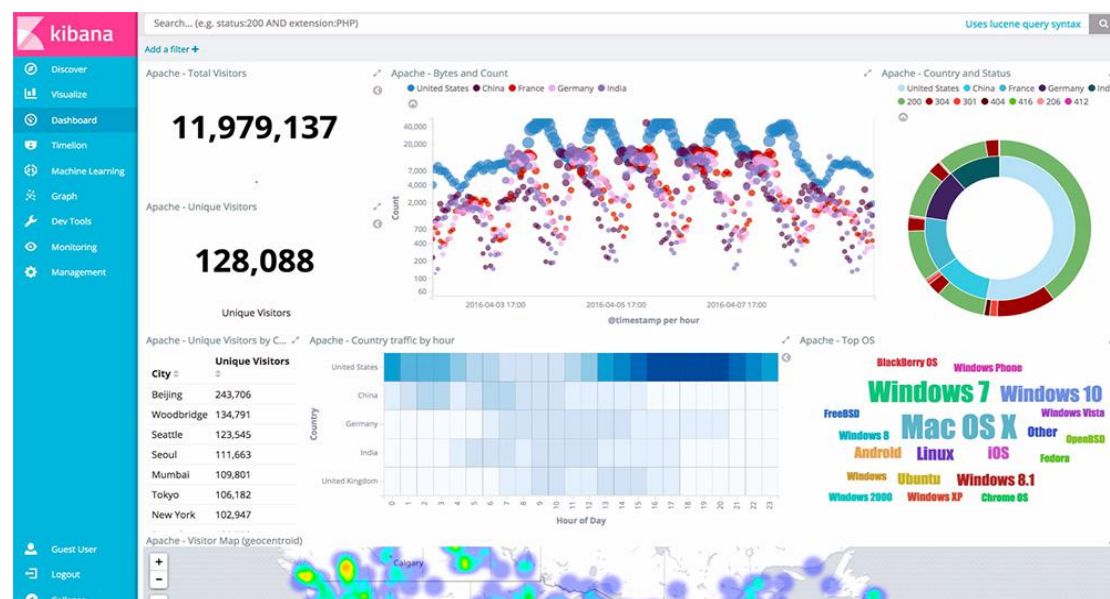 kibana
Search... (e.g. status:200 AND extension:PHP)
Uses lucene query syntax
Add a filter +
Discover
Visualize
Dashboard
Timelion
Machine Learning
Graph
Dev Tools
Monitoring
Management
Guest User
Logout
Apache - Total Visitors
11,979,137
Apache - Unique Visitors
128,088
Unique Visitors
Apache - Bytes and Count
United States China France Germany India
Count
40,000
20,000
7,000
4,000
2,000
700
400
200
100
60
2016-04-03 17:00 2016-04-05 17:00 2016-04-07 17:00
@timestamp per hour
Apache - Country and Status
United States China France Germany Ind
200 304 301 404 416 206 412
Apache - Unique Visitors by C...
City Unique Visitors
Beijing 243,706
Woodbridge 134,791
Seattle 123,545
Seoul 111,663
Mumbai 109,801
Tokyo 106,182
New York 102,947
Apache - Country traffic by hour
Country
United States
China
Germany
India
United Kingdom
0 1 2 3 4 5 6 7 8 9 10 11 12 13 14 15 16 17 18 19 20 21 22 23
Hour of Day
Apache - Top OS
BlackBerry OS Windows Phone
Windows 7 Windows 10
FreeBSD Windows Vista
Windows 8 Mac OS X Other OpenBSD
Android Linux iOS Fedora
Windows Ubuntu Windows 8.1
Windows 2000 Windows XP Chrome OS
Apache - Visitor Map (geocentroid)
+
-
Calgary